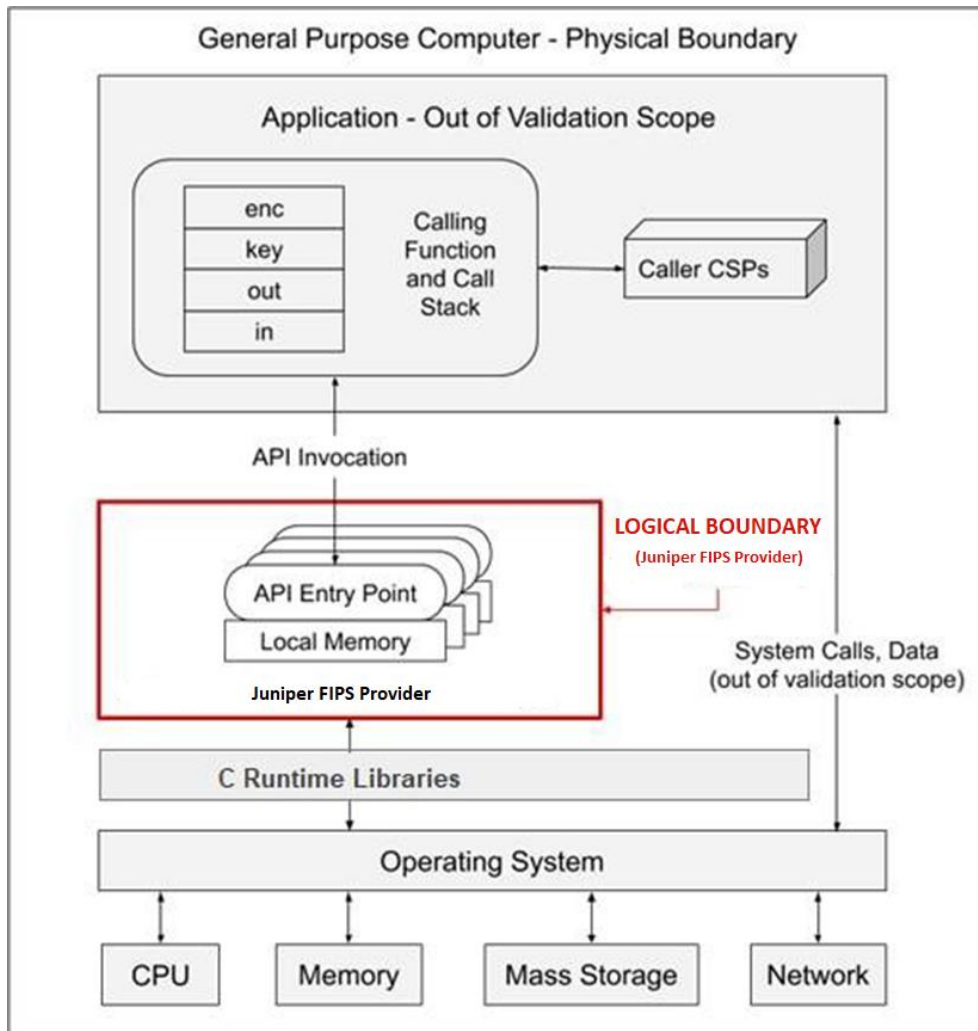 General Purpose Computer - Physical Boundary
Application - Out of Validation Scope
enc
key
out
in
Calling
Function
and Call
Stack
Caller CSPs
API Invocation
LOGICAL BOUNDARY
(Juniper FIPS Provider)
API Entry Point
Local Memory
Juniper FIPS Provider
System Calls, Data
(out of validation scope)
C Runtime Libraries
Operating System
CPU
Memory
Mass Storage
Network